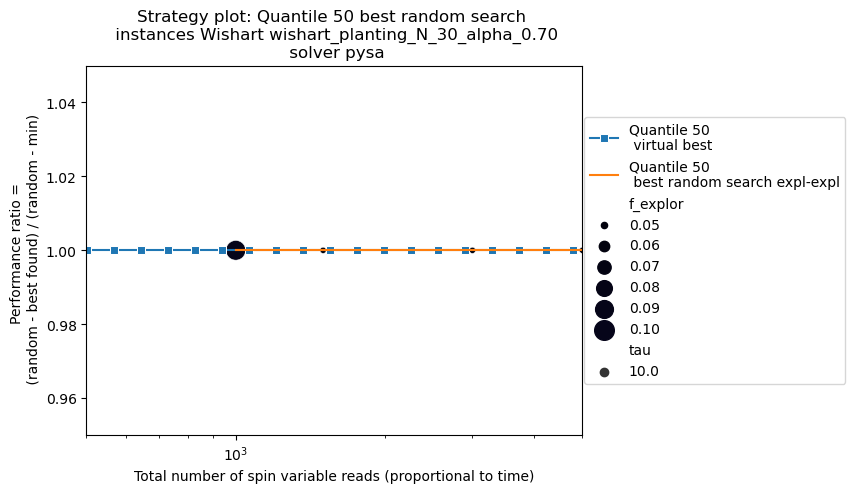 Strategy plot: Quantile 50 best random search
instances Wishart wishart_planting_N_30_alpha_0.70
solver pysa
1.04
1.02
1.00
0.98
0.96
Performance ratio =
(random - best found) / (random - min)
10³
Total number of spin variable reads (proportional to time)
Quantile 50
virtual best
Quantile 50
best random search expl-expl
f_explor
0.05
0.06
0.07
0.08
0.09
0.10
tau
10.0